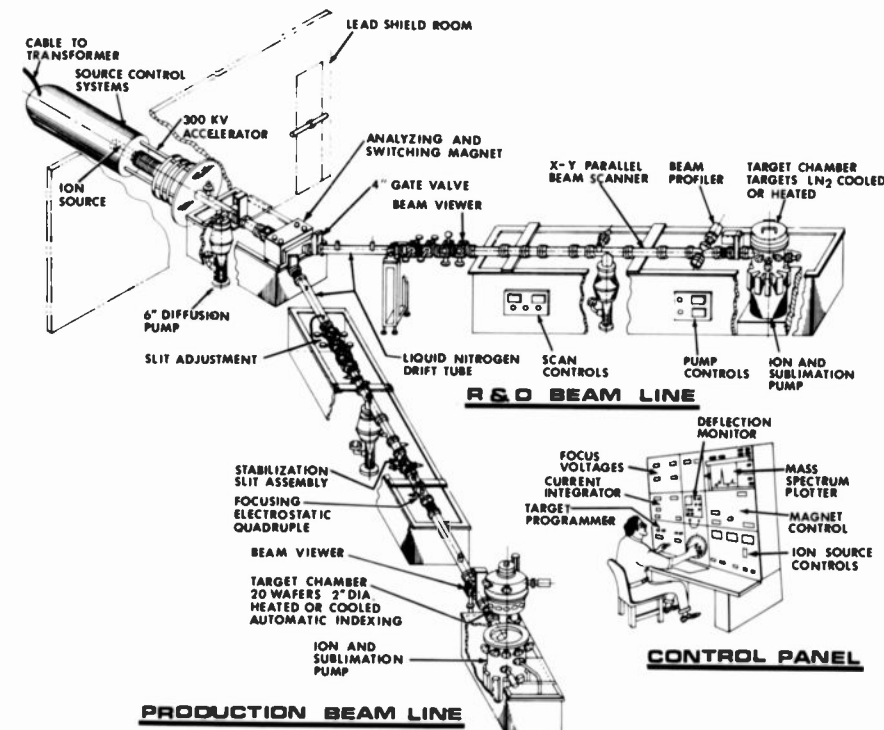 LEAD SHIELD ROOM
CABLE TO
TRANSFORMER
SOURCE CONTROL
SYSTEMS
300 KV
ACCELERATOR
ION
SOURCE
ANALYZING AND
SWITCHING MAGNET
4" GATE VALVE
BEAM VIEWER
X-Y PARALLEL
BEAM SCANNER
BEAM
PROFILER
TARGET CHAMBER
TARGETS LN2 COOLED
OR HEATED
6" DIFFUSION
PUMP
SLIT ADJUSTMENT
LIQUID NITROGEN
DRIFT TUBE
SCAN
CONTROLS
PUMP
CONTROLS
ION AND
SUBLIMATION
PUMP
R & D BEAM LINE
STABILIZATION
SLIT ASSEMBLY
FOCUSING
ELECTROSTATIC
QUADRUPLE
BEAM VIEWER
TARGET CHAMBER
20 WAFERS 2" DIA.
HEATED OR COOLED
AUTOMATIC INDEXING
ION AND
SUBLIMATION
PUMP
PRODUCTION BEAM LINE
DEFLECTION
MONITOR
FOCUS
VOLTAGES
CURRENT
INTEGRATOR
TARGET
PROGRAMMER
MASS
SPECTRUM
PLOTTER
MAGNET
CONTROL
ION SOURCE
CONTROLS
CONTROL PANEL